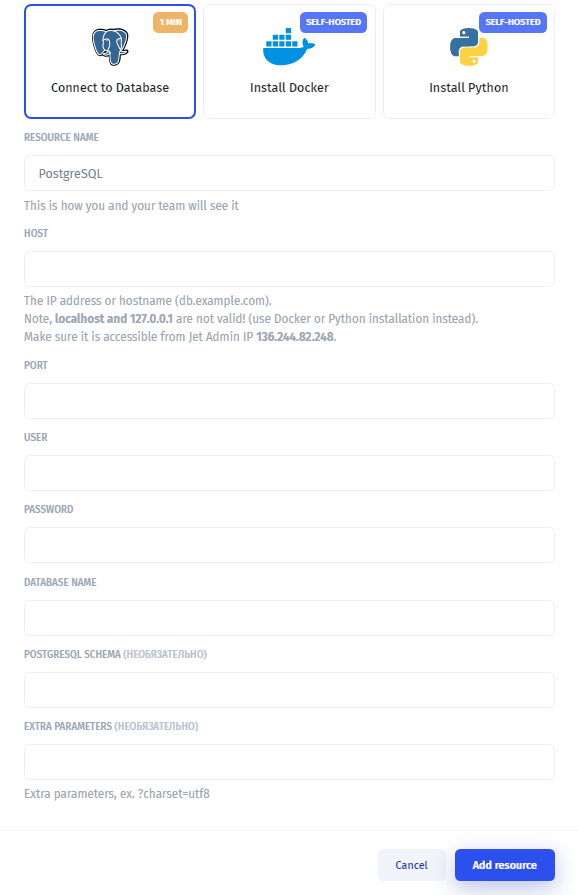 1 MIN
Connect to Database
SELF-HOSTED
Install Docker
SELF-HOSTED
Install Python
RESOURCE NAME
PostgreSQL
This is how you and your team will see it
HOST
The IP address or hostname (db.example.com).
Note, localhost and 127.0.0.1 are not valid! (use Docker or Python installation instead).
Make sure it is accessible from Jet Admin IP 136.244.82.248.
PORT
USER
PASSWORD
DATABASE NAME
POSTGRESQL SCHEMA (НЕОБЯЗАТЕЛЬНО)
EXTRA PARAMETERS (НЕОБЯЗАТЕЛЬНО)
Extra parameters, ex. ?charset=utf8
Cancel
Add resource